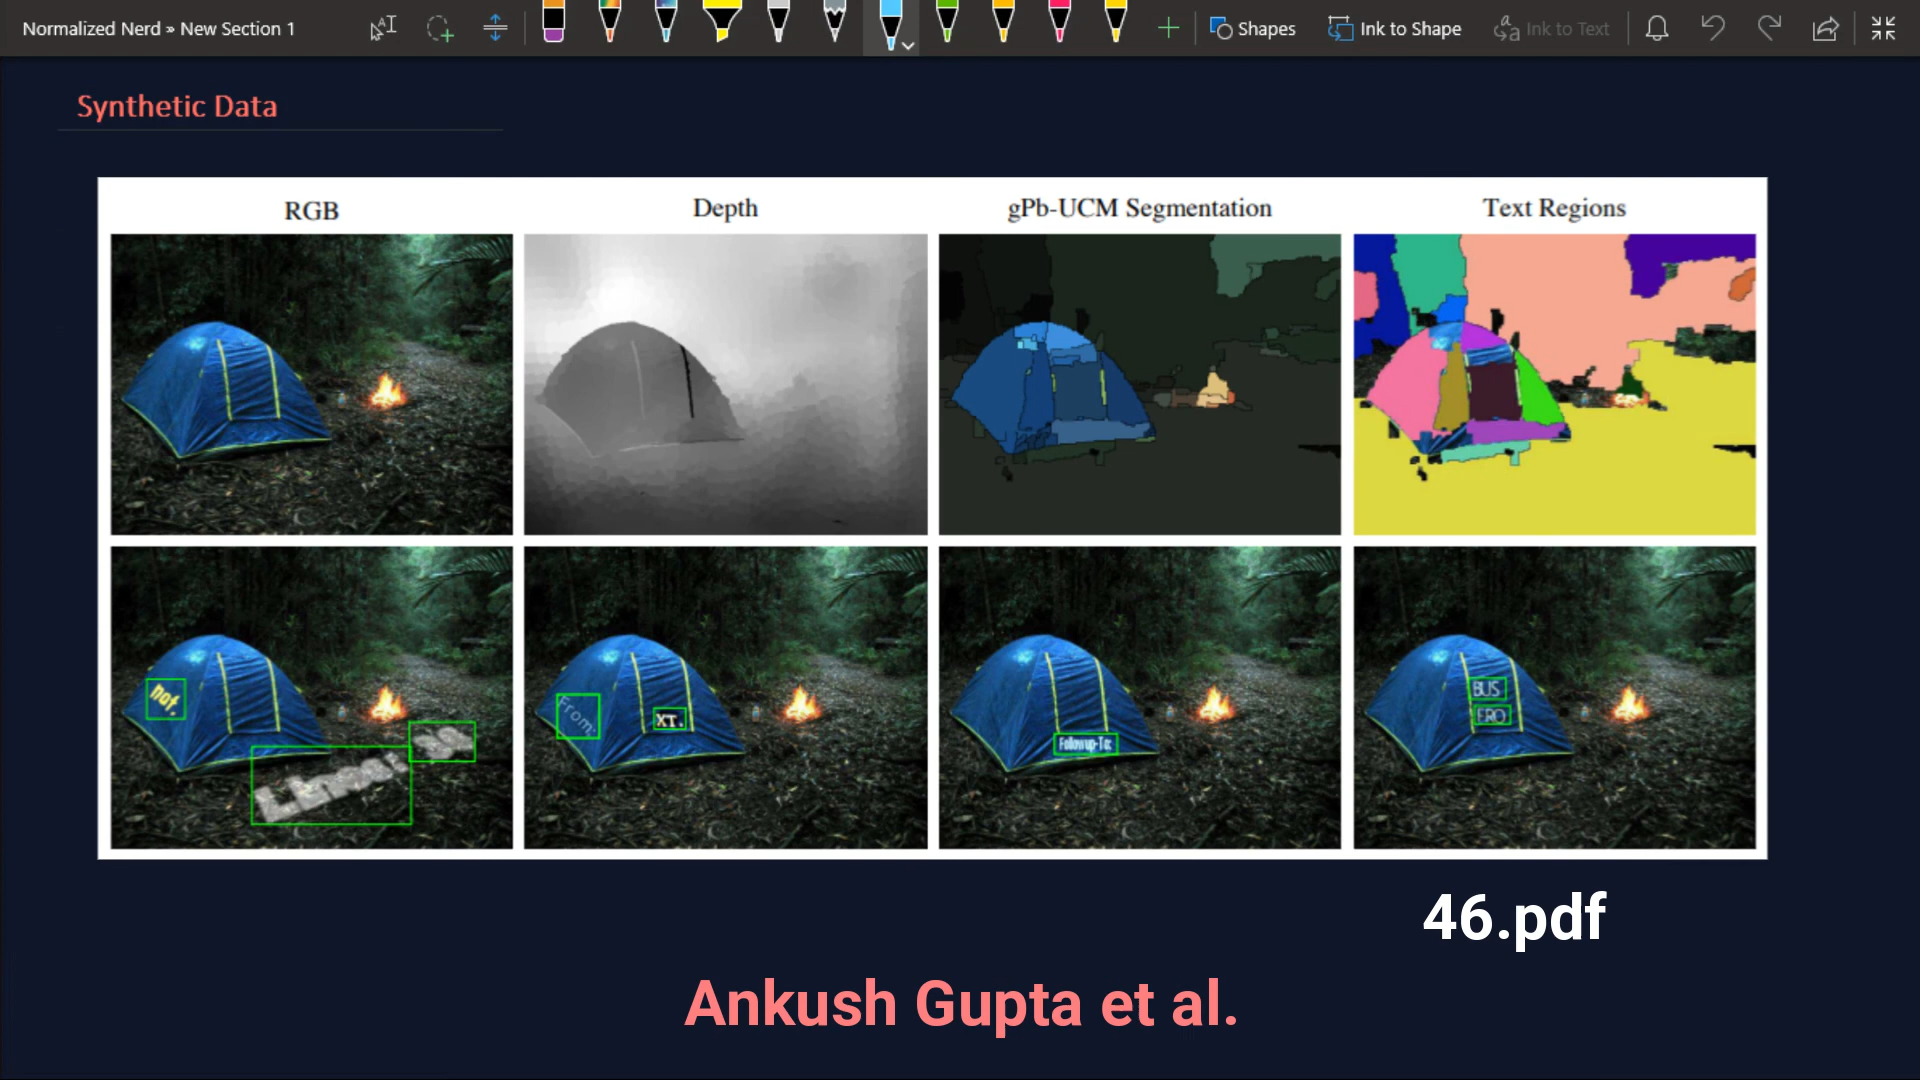 Normalized Nerd » New Section 1
Shapes
Ink to Shape
Ink to Text
Synthetic Data
RGB
Depth
gPb-UCM Segmentation
Text Regions
not.
From
XT.
Followup-To:
BUS
ERO
46.pdf
Ankush Gupta et al.